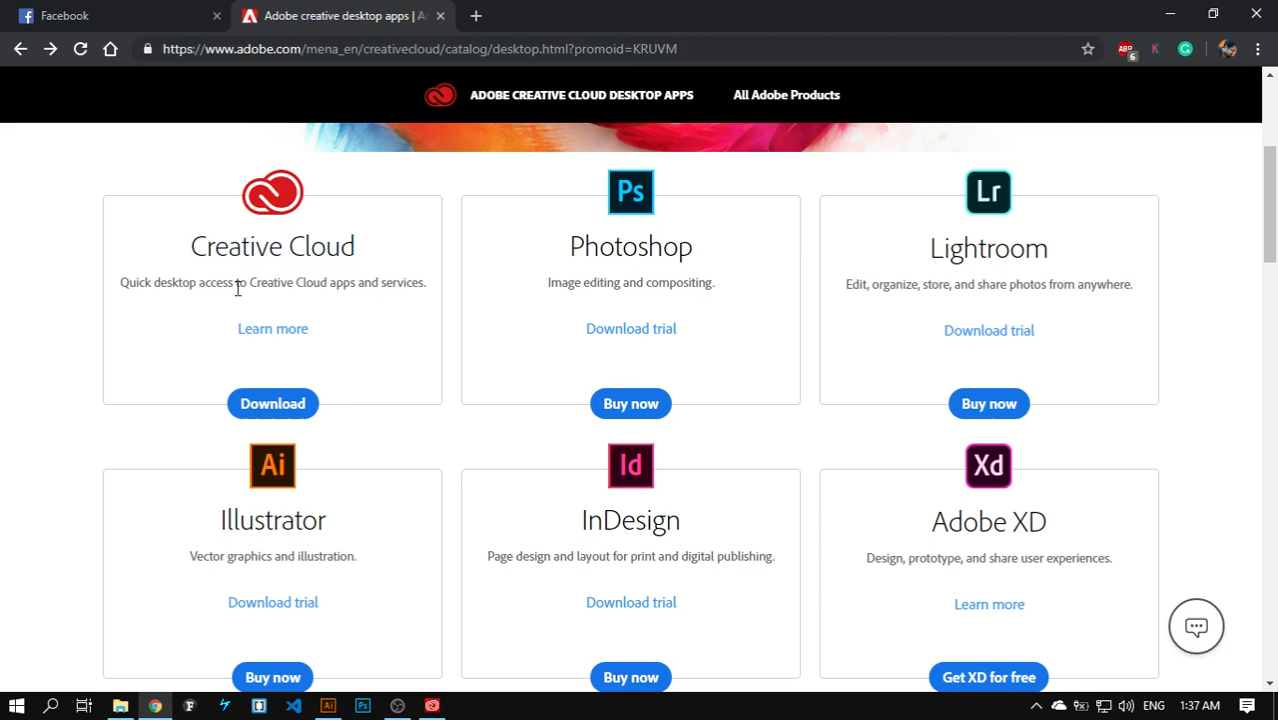 Facebook
Adobe creative desktop apps | A
https://www.adobe.com/mena_en/creativecloud/catalog/desktop.html?promoid=KRUVM
ABP
6
K
ADOBE CREATIVE CLOUD DESKTOP APPS
All Adobe Products
Ps
Lr
Creative Cloud
Photoshop
Lightroom
Quick desktop access to Creative Cloud apps and services.
Image editing and compositing.
Edit, organize, store, and share photos from anywhere.
Learn more
Download trial
Download trial
Download
Buy now
Buy now
Ai
Id
Xd
Illustrator
InDesign
Adobe XD
Vector graphics and illustration.
Page design and layout for print and digital publishing.
Design, prototype, and share user experiences.
Download trial
Download trial
Learn more
Buy now
Buy now
Get XD for free
F
Ai
Ps
ENG
1:37 AM